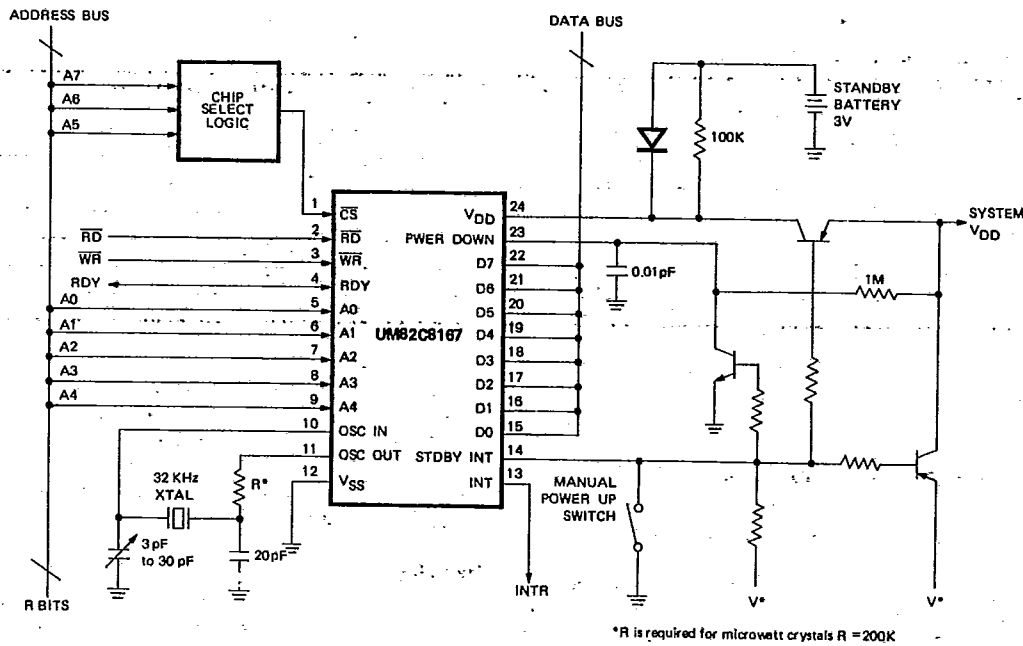 ADDRESS BUS
DATA BUS
A7
A6
A5
CHIP
SELECT
LOGIC
STANDBY
BATTERY
3V
100K
SYSTEM
VDD
1 CS
2 RD
3 WR
4 RDY
5 A0
6 A1
7 A2
8 A3
9 A4
10 OSC IN
11 OSC OUT
12 VSS
RD
WR
RDY
A0
A1
A2
A3
A4
UM82C8167
VDD 24
PWER DOWN 23
D7 22
D6 21
D5 20
D4 19
D3 18
D2 17
D1 16
D0 15
STDBY INT 14
INT 13
0.01pF
1M
32 KHz
XTAL
R*
3pF
to 30 pF
20pF
MANUAL
POWER UP
SWITCH
INTR
V*
V*
R BITS
*R is required for microwatt crystals R = 200K